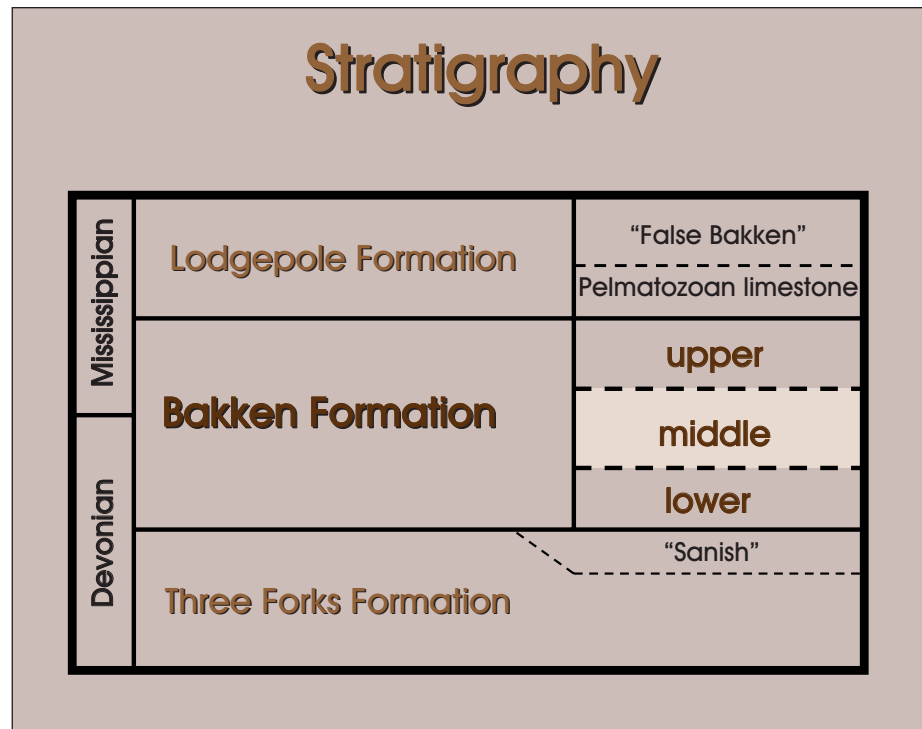 Stratigraphy
Mississippian
Lodgepole Formation
“False Bakken”
Pelmatozoan limestone
Bakken Formation
upper
middle
lower
Devonian
“Sanish”
Three Forks Formation